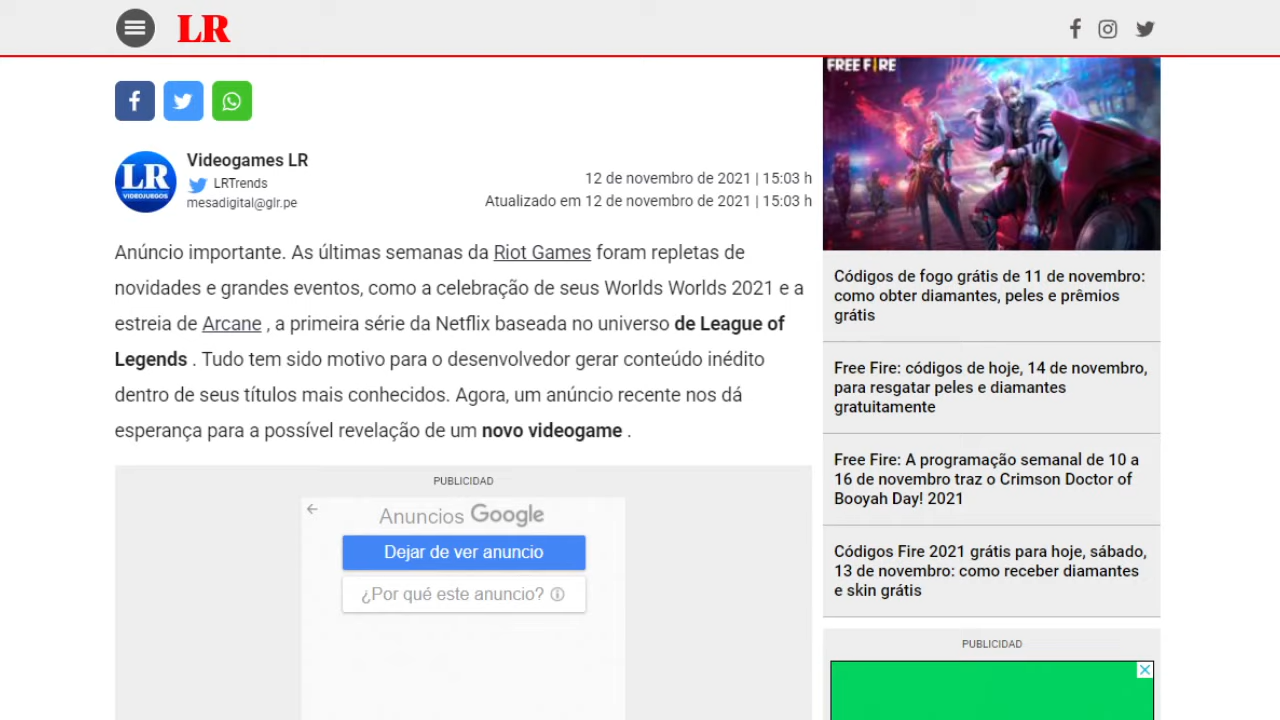 LR
LR
VIDEOJUEGOS
Videogames LR
LRTrends
mesadigital@glr.pe
12 de novembro de 2021 | 15:03 h
Atualizado em 12 de novembro de 2021 | 15:03 h
Anúncio importante. As últimas semanas da Riot Games foram repletas de
novidades e grandes eventos, como a celebração de seus Worlds Worlds 2021 e a
estreia de Arcane , a primeira série da Netflix baseada no universo de League of
Legends . Tudo tem sido motivo para o desenvolvedor gerar conteúdo inédito
dentro de seus títulos mais conhecidos. Agora, um anúncio recente nos dá
esperança para a possível revelação de um novo videogame .
PUBLICIDAD
Anuncios Google
Dejar de ver anuncio
¿Por qué este anuncio?
FREE FIRE
Códigos de fogo grátis de 11 de novembro:
como obter diamantes, peles e prêmios
grátis
Free Fire: códigos de hoje, 14 de novembro,
para resgatar peles e diamantes
gratuitamente
Free Fire: A programação semanal de 10 a
16 de novembro traz o Crimson Doctor of
Booyah Day! 2021
Códigos Fire 2021 grátis para hoje, sábado,
13 de novembro: como receber diamantes
e skin grátis
PUBLICIDAD